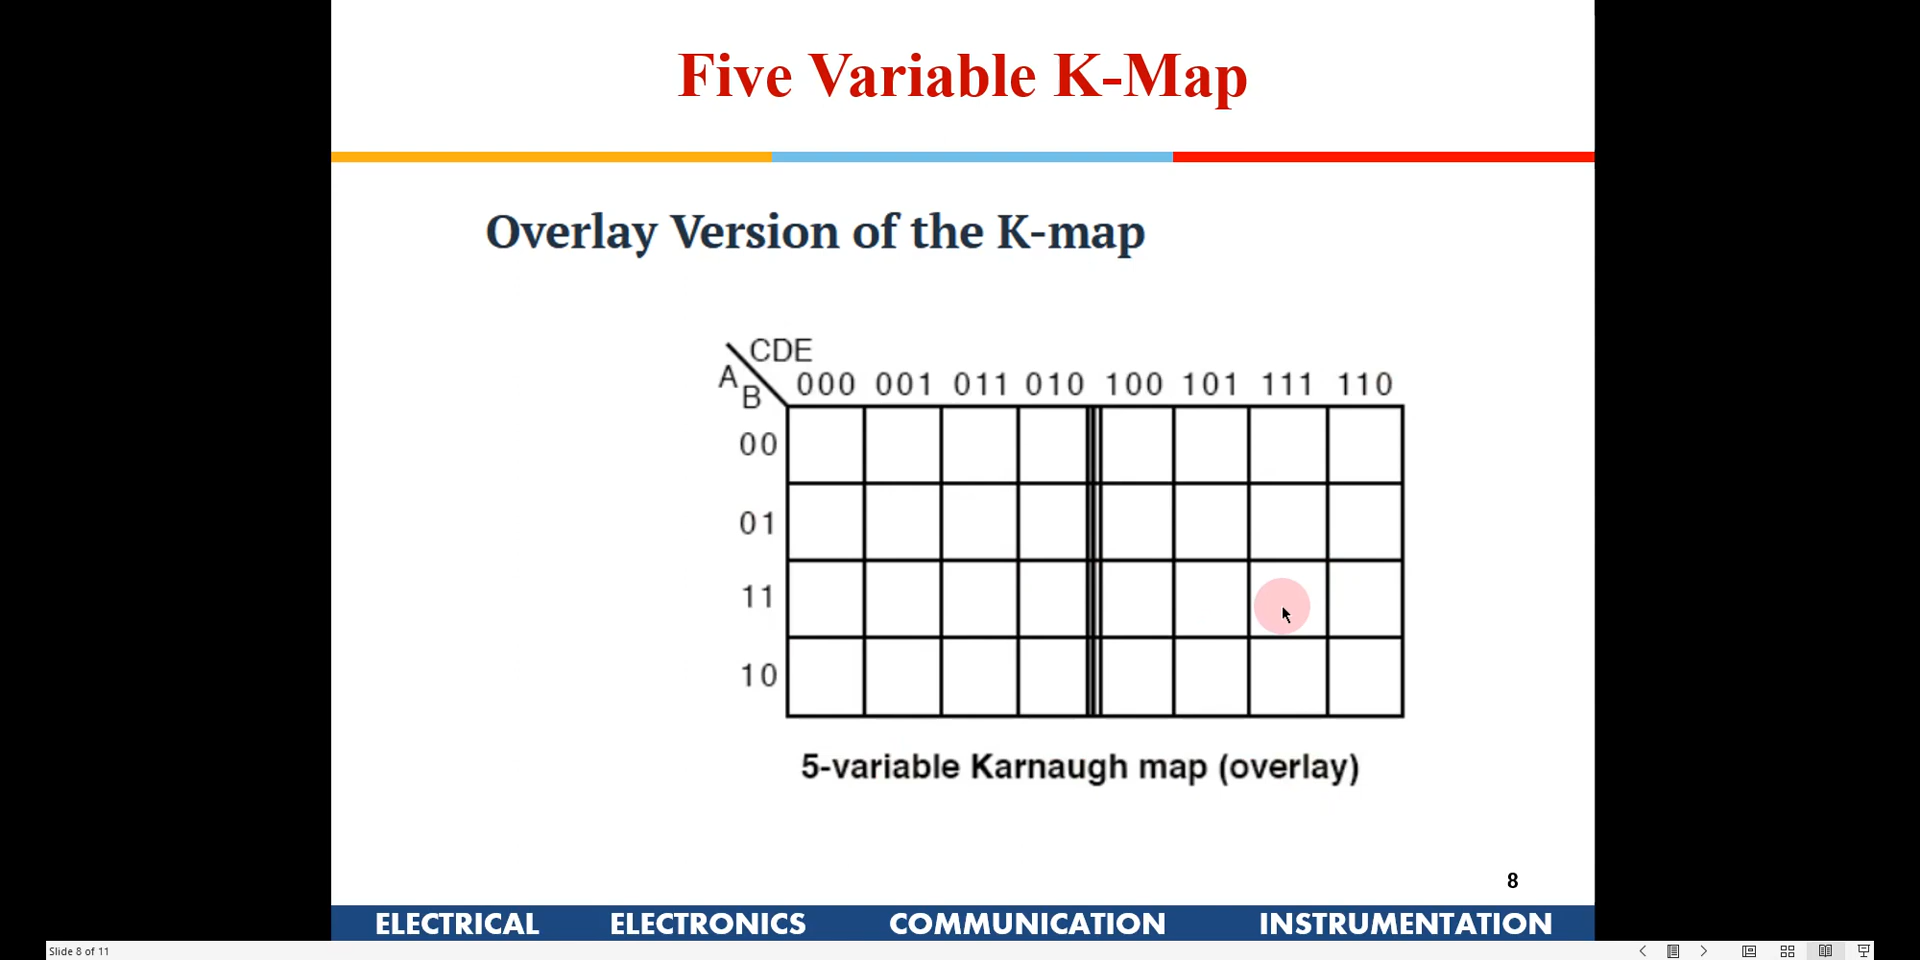 Five Variable K-Map
Overlay Version of the K-map
CDE
A
B
000 001 011 010 100 101 111 110
00
01
11
10
5-variable Karnaugh map (overlay)
8
ELECTRICAL ELECTRONICS COMMUNICATION INSTRUMENTATION
Slide 8 of 11